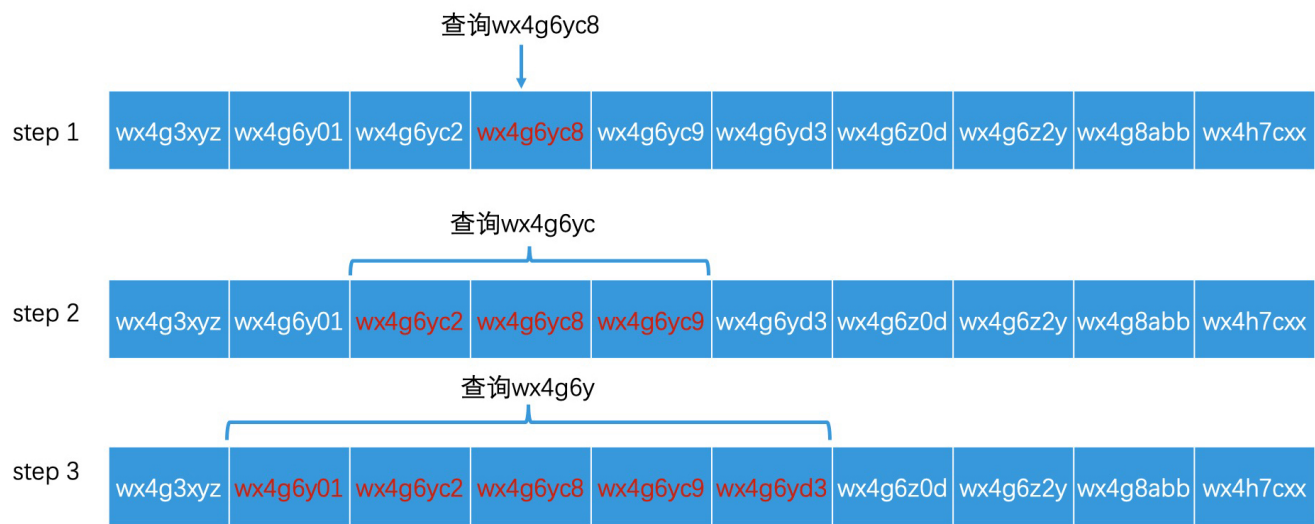 查询wx4g6yc8
step 1 wx4g3xyz wx4g6y01 wx4g6yc2 wx4g6yc8 wx4g6yc9 wx4g6yd3 wx4g6z0d wx4g6z2y wx4g8abb wx4h7cxx
查询wx4g6yc
step 2 wx4g3xyz wx4g6y01 wx4g6yc2 wx4g6yc8 wx4g6yc9 wx4g6yd3 wx4g6z0d wx4g6z2y wx4g8abb wx4h7cxx
查询wx4g6y
step 3 wx4g3xyz wx4g6y01 wx4g6yc2 wx4g6yc8 wx4g6yc9 wx4g6yd3 wx4g6z0d wx4g6z2y wx4g8abb wx4h7cxx